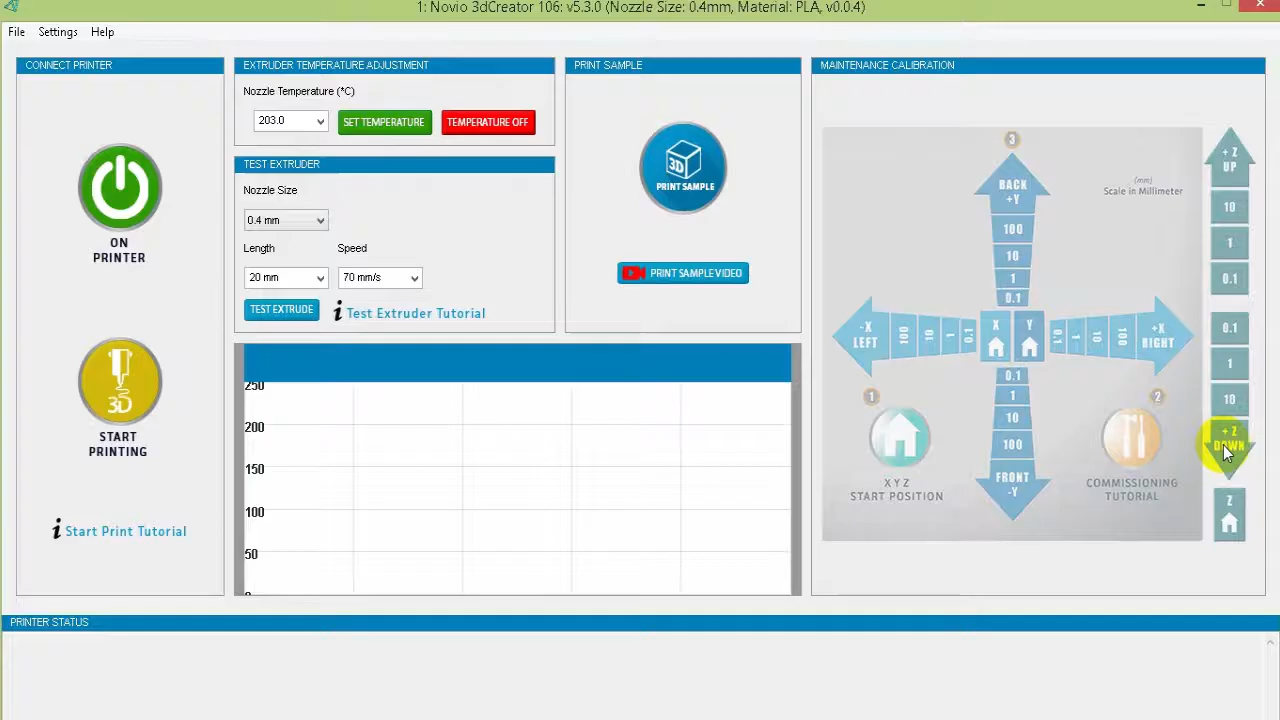 1: Novio 3dCreator 106: v5.3.0 (Nozzle Size: 0.4mm, Material: PLA, v0.0.4)
File Settings Help
CONNECT PRINTER
ON
PRINTER
3D
START
PRINTING
i Start Print Tutorial
EXTRUDER TEMPERATURE ADJUSTMENT
Nozzle Temperature (*C)
203.0 SET TEMPERATURE TEMPERATURE OFF
TEST EXTRUDER
Nozzle Size
0.4 mm
Length Speed
20 mm 70 mm/s
TEST EXTRUDE i Test Extruder Tutorial
PRINT SAMPLE
3D
PRINT SAMPLE
PRINT SAMPLE VIDEO
250
200
150
100
50
0
MAINTENANCE CALIBRATION
3
(mm)
Scale in Millimeter
BACK
+Y
100
10
1
0.1
-X
LEFT
100 10 1 0.1
X Y
0.1 1 10 100
+X
RIGHT
0.1
1
10
100
FRONT
-Y
1
X Y Z
START POSITION
2
COMMISSIONING
TUTORIAL
+ Z
UP
10
1
0.1
0.1
1
10
+ Z
DOWN
Z
PRINTER STATUS